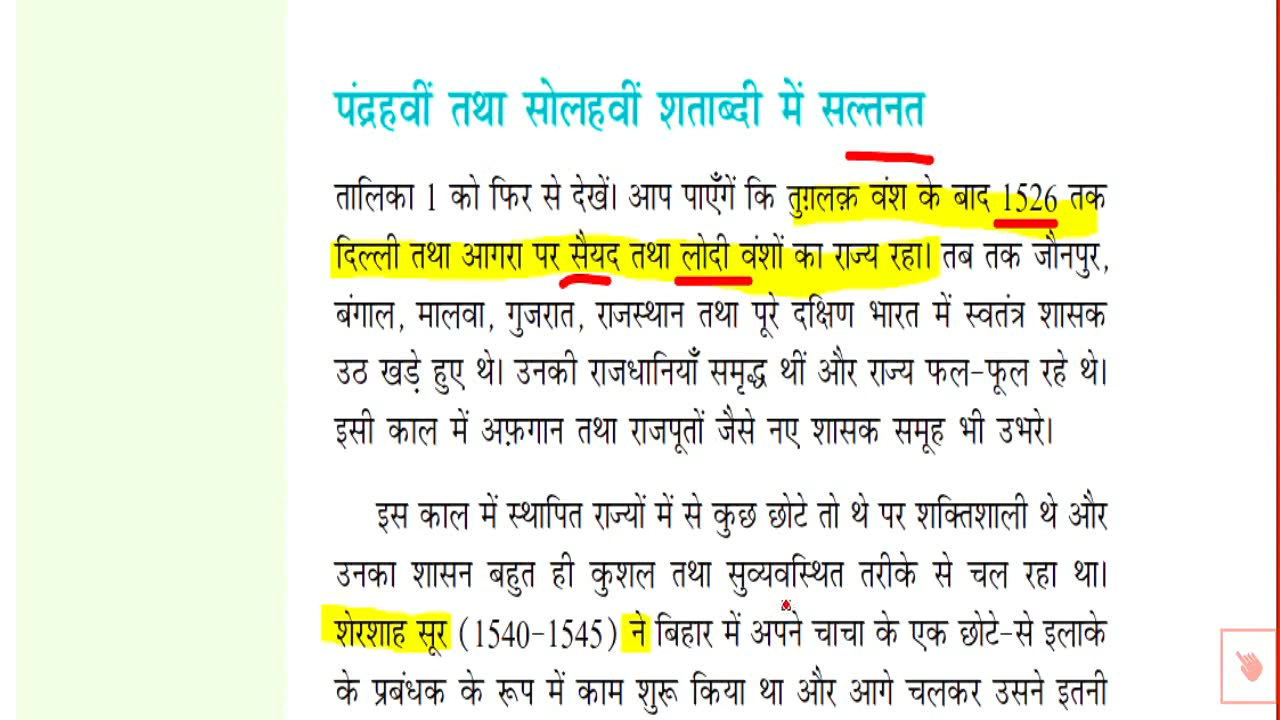 पंद्रहवीं तथा सोलहवीं शताब्दी में सल्तनत
तालिका 1 को फिर से देखें। आप पाएँगें कि तुग़लक़ वंश के बाद 1526 तक
दिल्ली तथा आगरा पर सैयद तथा लोदी वंशों का राज्य रहा। तब तक जौनपुर,
बंगाल, मालवा, गुजरात, राजस्थान तथा पूरे दक्षिण भारत में स्वतंत्र शासक
उठ खड़े हुए थे। उनकी राजधानियाँ समृद्ध थीं और राज्य फल-फूल रहे थे।
इसी काल में अफ़गान तथा राजपूतों जैसे नए शासक समूह भी उभरे।
इस काल में स्थापित राज्यों में से कुछ छोटे तो थे पर शक्तिशाली थे और
उनका शासन बहुत ही कुशल तथा सुव्यवस्थित तरीके से चल रहा था।
शेरशाह सूर (1540-1545) ने बिहार में अपने चाचा के एक छोटे-से इलाके
के प्रबंधक के रूप में काम शुरू किया था और आगे चलकर उसने इतनी